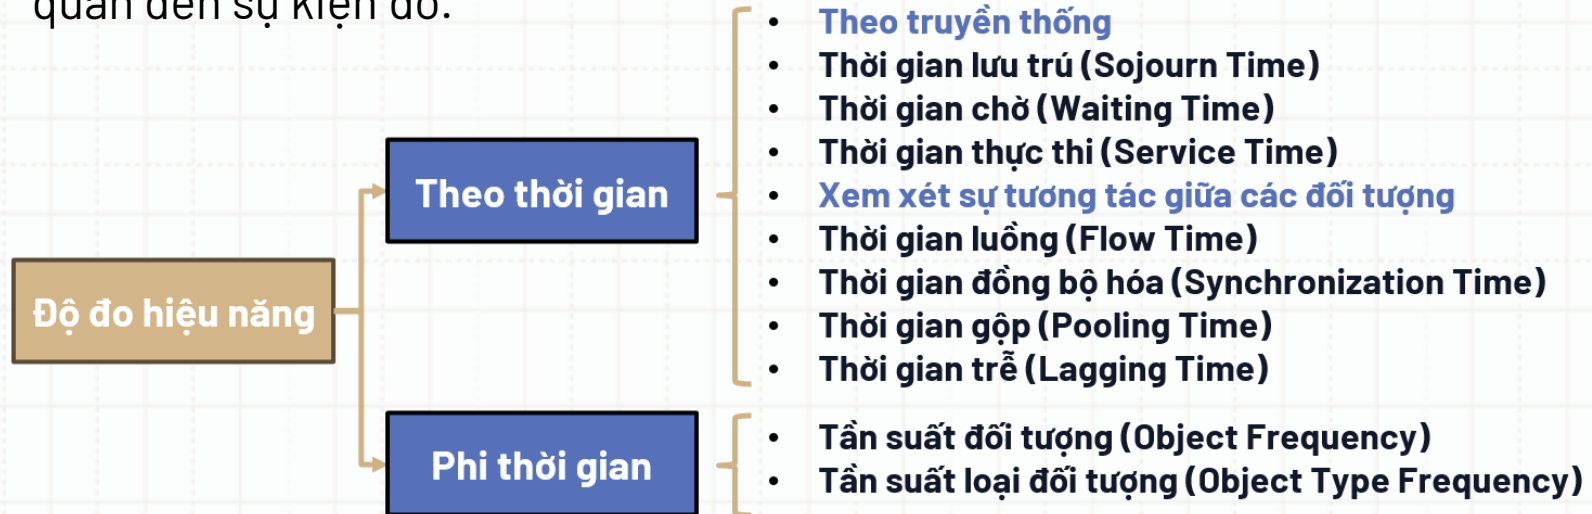 quan đến sự kiện đó.
Độ đo hiệu năng
Theo thời gian
• Theo truyền thống
• Thời gian lưu trú (Sojourn Time)
• Thời gian chờ (Waiting Time)
• Thời gian thực thi (Service Time)
• Xem xét sự tương tác giữa các đối tượng
• Thời gian luồng (Flow Time)
• Thời gian đồng bộ hóa (Synchronization Time)
• Thời gian gộp (Pooling Time)
• Thời gian trễ (Lagging Time)
Phi thời gian
• Tần suất đối tượng (Object Frequency)
• Tần suất loại đối tượng (Object Type Frequency)